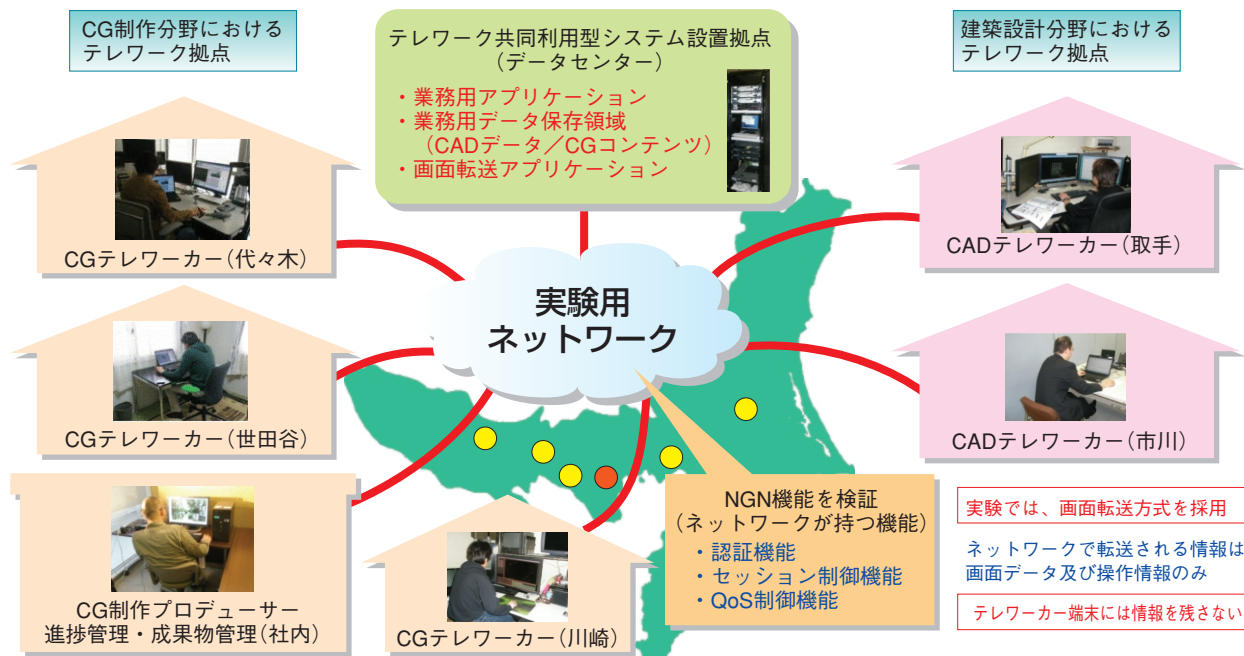 CG制作分野における
テレワーク拠点
テレワーク共同利用型システム設置拠点
（データセンター）
・業務用アプリケーション
・業務用データ保存領域
（CADデータ／CGコンテンツ）
・画面転送アプリケーション
建築設計分野における
テレワーク拠点
CGテレワーカー（代々木）
CADテレワーカー（取手）
実験用
ネットワーク
CGテレワーカー（世田谷）
CADテレワーカー（市川）
CG制作プロデューサー
進捗管理・成果物管理（社内）
CGテレワーカー（川崎）
NGN機能を検証
（ネットワークが持つ機能）
・認証機能
・セッション制御機能
・QoS制御機能
実験では、画面転送方式を採用
ネットワークで転送される情報は
画面データ及び操作情報のみ
テレワーカー端末には情報を残さない